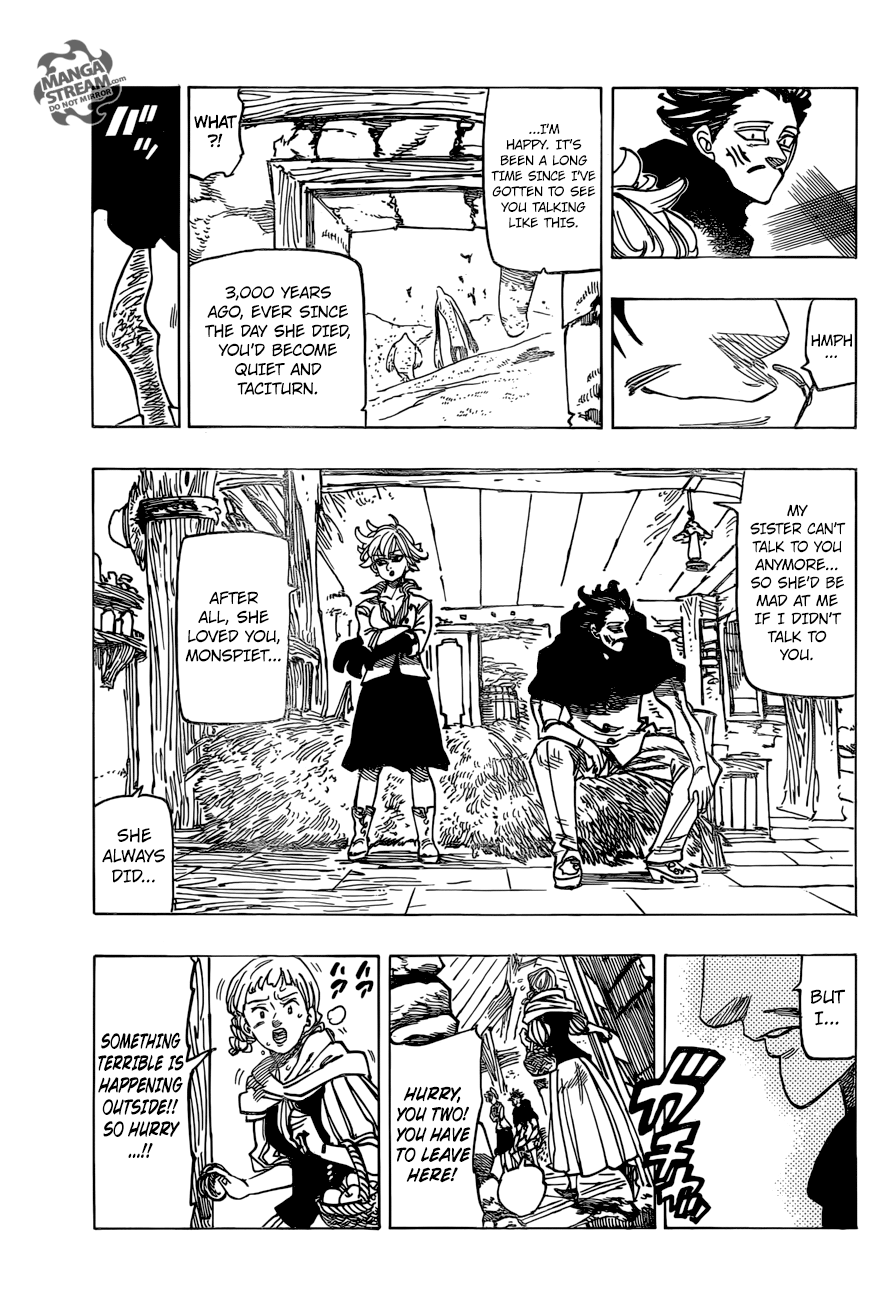 MANGA
STREAM.com
DO NOT MIRROR
...I'M
HAPPY. IT'S
BEEN A LONG
TIME SINCE I'VE
GOTTEN TO SEE
YOU TALKING
LIKE THIS.
HMPH
...
WHAT
?!
3,000 YEARS
AGO, EVER SINCE
THE DAY SHE DIED,
YOU'D BECOME
QUIET AND
TACITURN.
MY
SISTER CAN'T
TALK TO YOU
ANYMORE...
SO SHE'D BE
MAD AT ME
IF I DIDN'T
TALK TO
YOU.
AFTER
ALL, SHE
LOVED YOU,
MONSPIET...
SHE
ALWAYS
DID...
BUT
I...
HURRY,
YOU TWO!
YOU HAVE
TO LEAVE
HERE!
SOMETHING
TERRIBLE IS
HAPPENING
OUTSIDE!!
SO HURRY
...!!